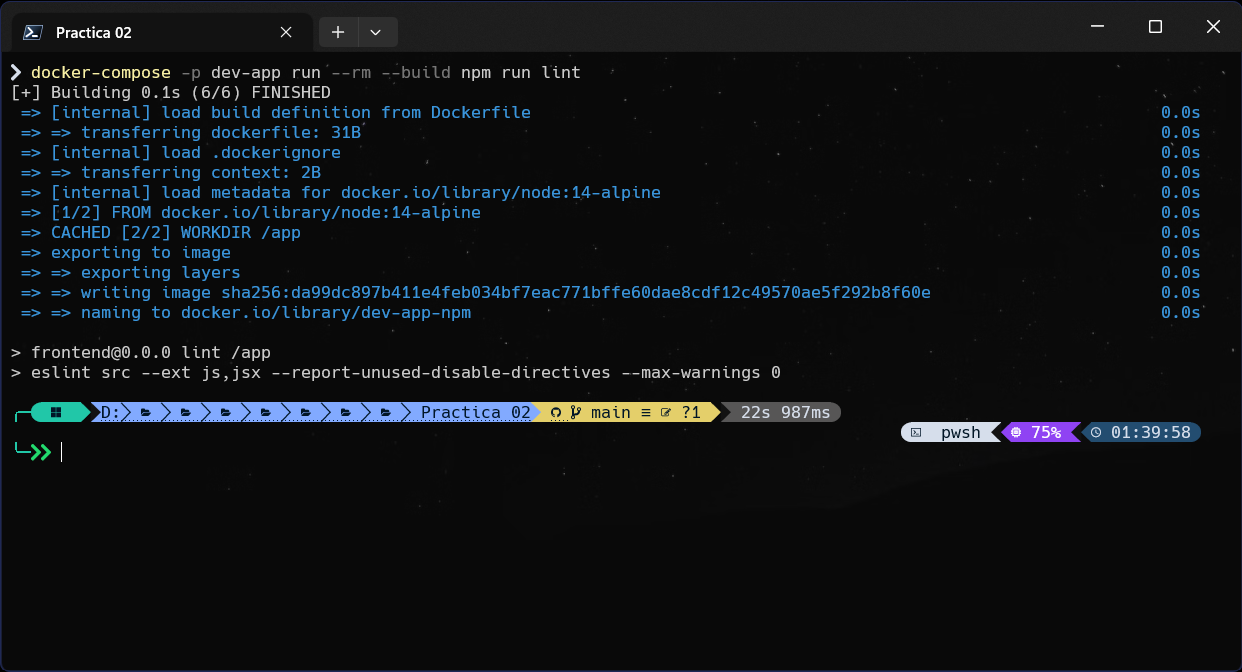 Practica 02
docker-compose -p dev-app run --rm --build npm run lint
[+] Building 0.1s (6/6) FINISHED
=> [internal] load build definition from Dockerfile 0.0s
=> => transferring dockerfile: 31B 0.0s
=> [internal] load .dockerignore 0.0s
=> => transferring context: 2B 0.0s
=> [internal] load metadata for docker.io/library/node:14-alpine 0.0s
=> [1/2] FROM docker.io/library/node:14-alpine 0.0s
=> CACHED [2/2] WORKDIR /app 0.0s
=> exporting to image 0.0s
=> => exporting layers 0.0s
=> => writing image sha256:da99dc897b411e4feb034bf7eac771bffe60dae8cdf12c49570ae5f292b8f60e 0.0s
=> => naming to docker.io/library/dev-app-npm 0.0s
> frontend@0.0.0 lint /app
> eslint src --ext js,jsx --report-unused-disable-directives --max-warnings 0
D: Practica 02 main ≡ ?1 22s 987ms
pwsh 75% 01:39:58